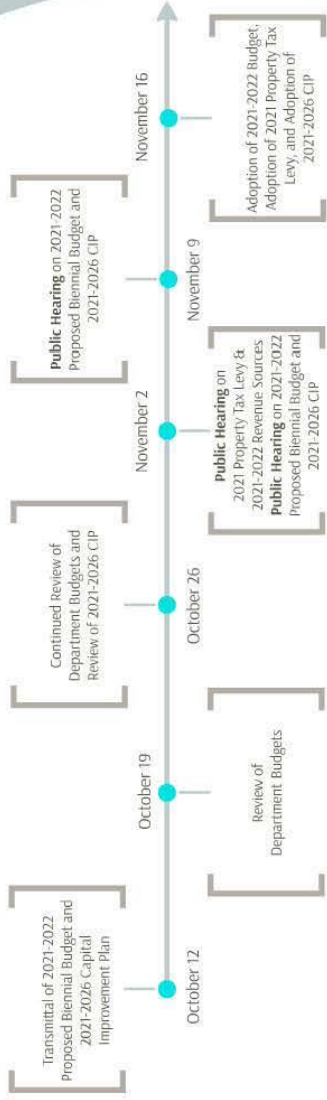 October 12
Transmittal of 2021-2022
Proposed Biennial Budget and
2021-2026 Capital
Improvement Plan
October 19
Review of
Department Budgets
October 26
Continued Review of
Department Budgets and
Review of 2021-2026 CIP
November 2
Public Hearing on
2021 Property Tax Levy &
2021-2022 Revenue Sources
Public Hearing on 2021-2022
Proposed Biennial Budget and
2021-2026 CIP
November 9
Public Hearing on 2021-2022
Proposed Biennial Budget and
2021-2026 CIP
November 16
Adoption of 2021-2022 Budget,
Adoption of 2021 Property Tax
Levy, and Adoption of
2021-2026 CIP